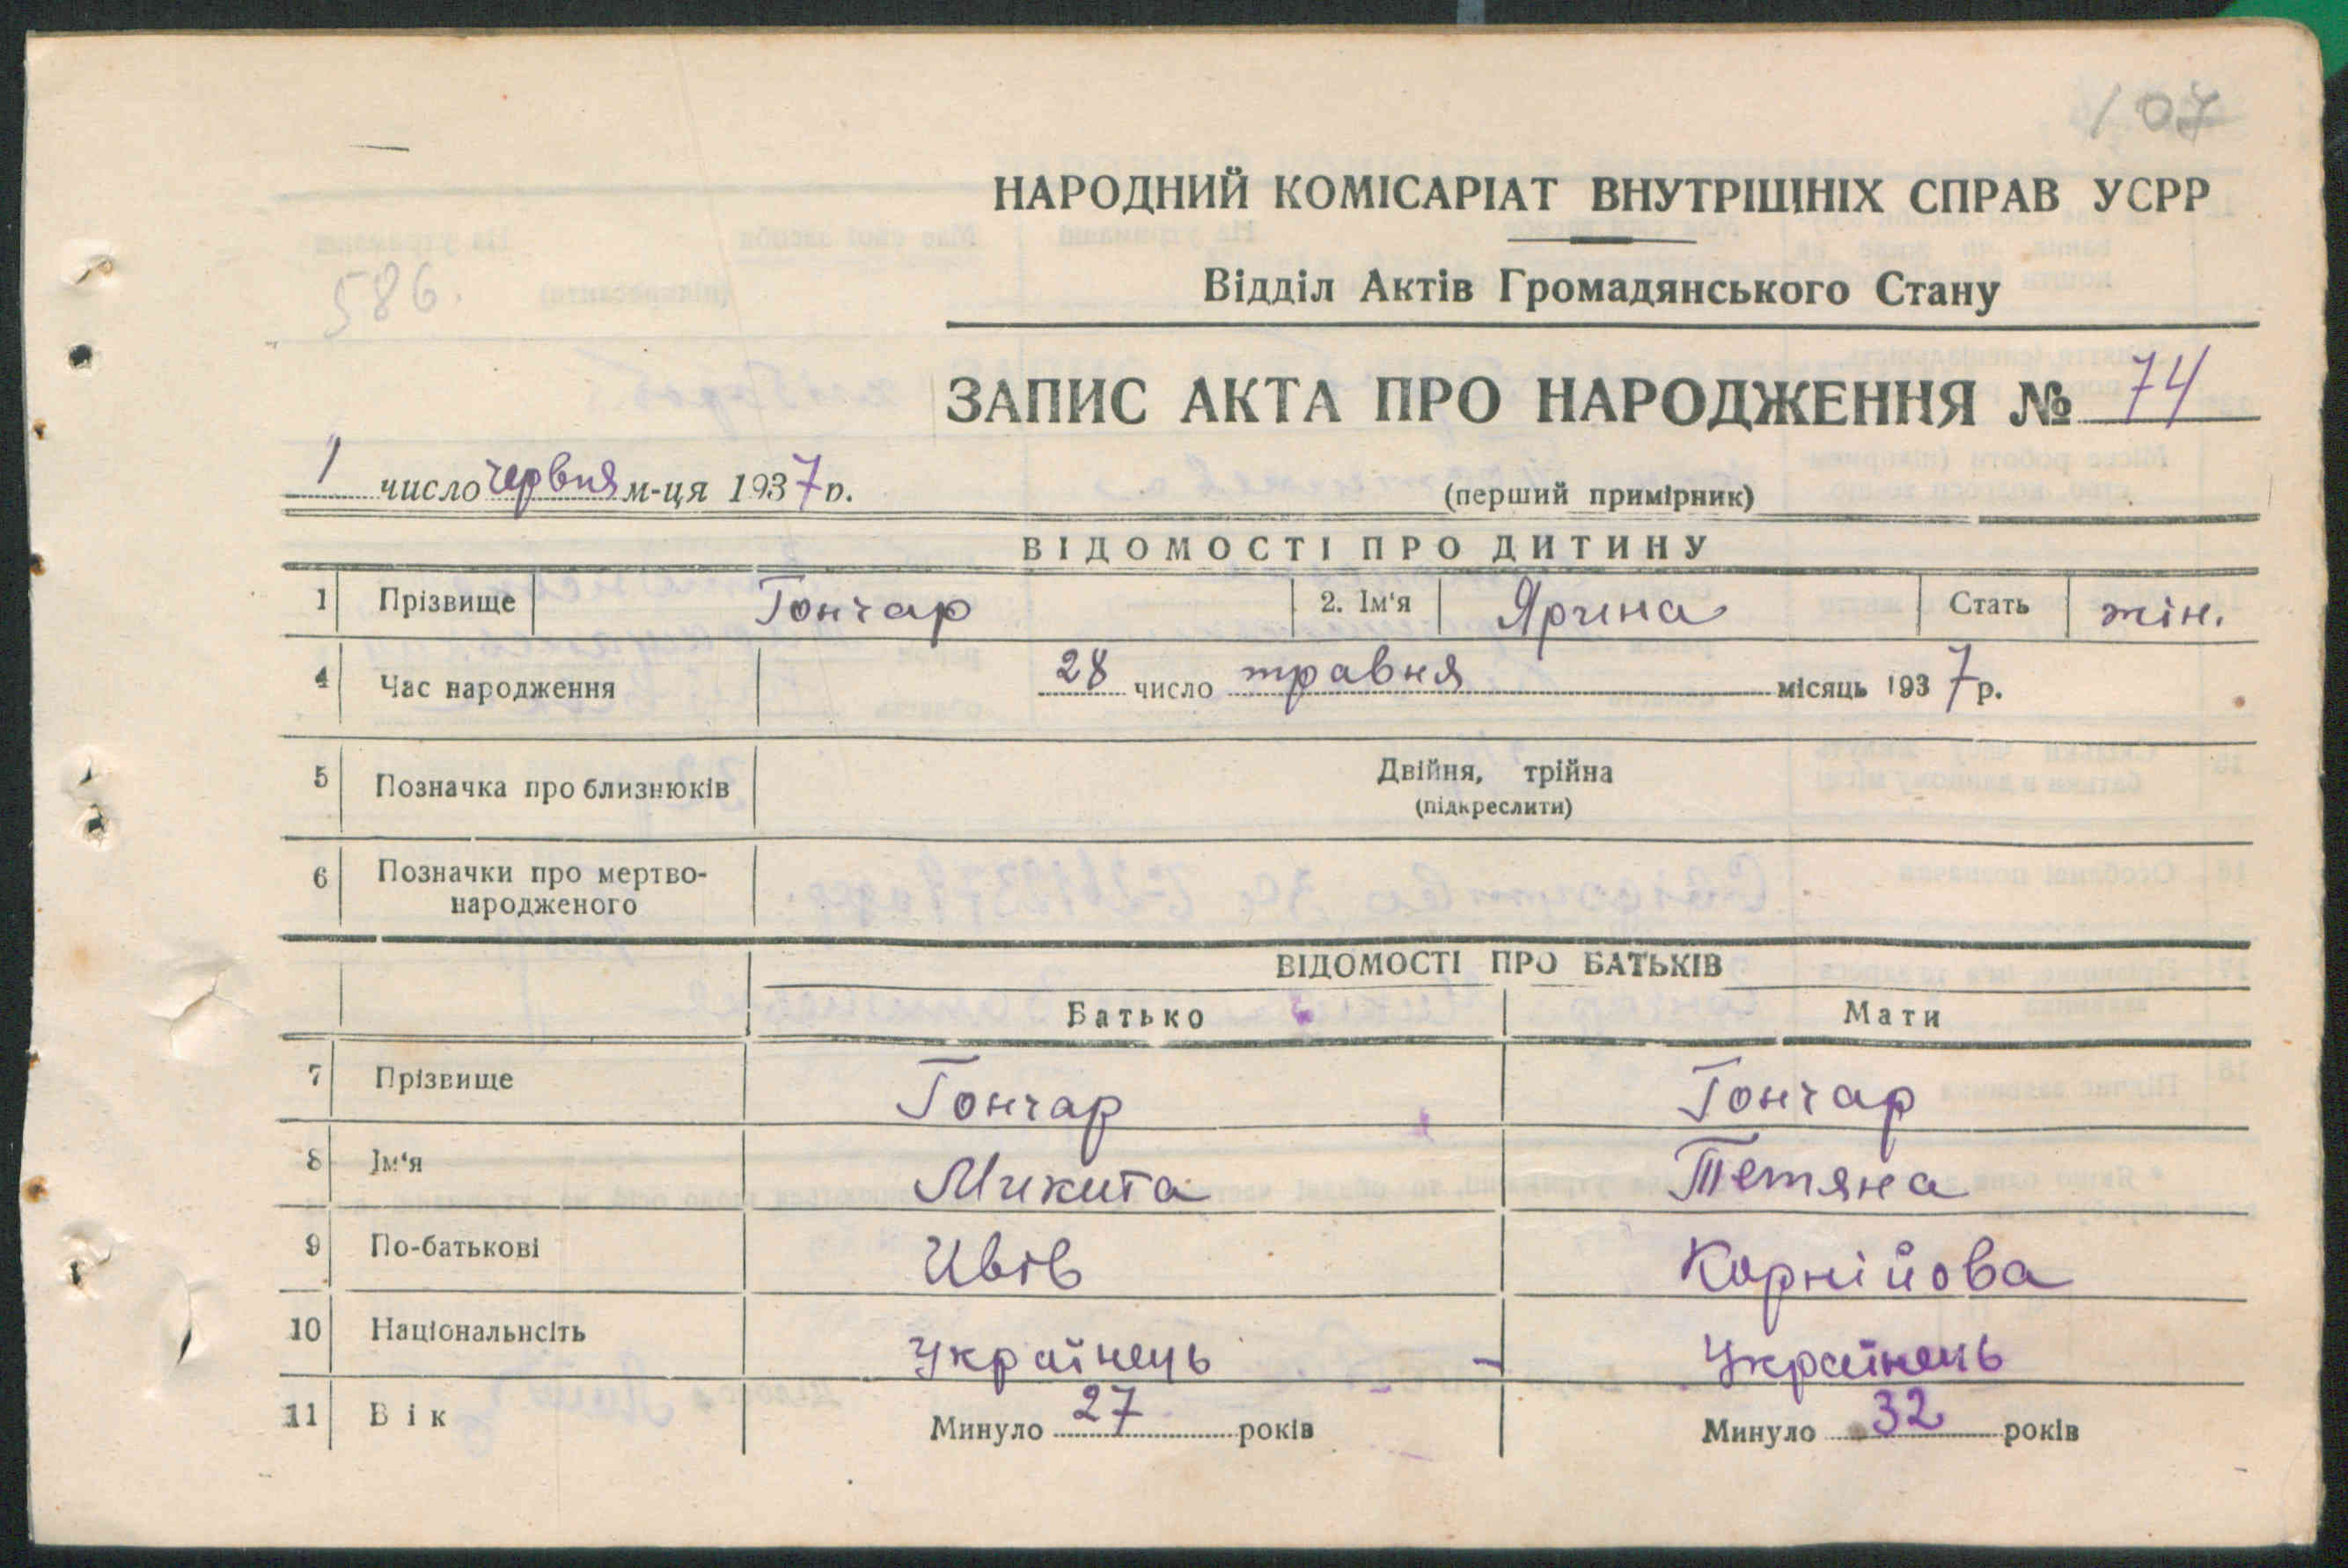 107
НАРОДНИЙ КОМІСАРІАТ ВНУТРІШНІХ СПРАВ УСРР
586.
Відділ Актів Громадянського Стану
ЗАПИС АКТА ПРО НАРОДЖЕННЯ № 74
1 число червня м-ця 1937 р.
(перший примірник)
ВІДОМОСТІ ПРО ДИТИНУ
1 Прізвище Гончар 2. Ім'я Ярина Стать жін.
4 Час народження 28 число травня місяць 1937 р.
5 Позначка про близнюків Двійня, трійна
(підкреслити)
6 Позначки про мертво-
народженого
ВІДОМОСТІ ПРО БАТЬКІВ
Батько Мати
7 Прізвище Гончар Гончар
8 Ім'я Микита Тетяна
9 По-батькові Ивів Корнійова
10 Національнсіть Українець Українець
11 Вік Минуло 27 років Минуло 32 років